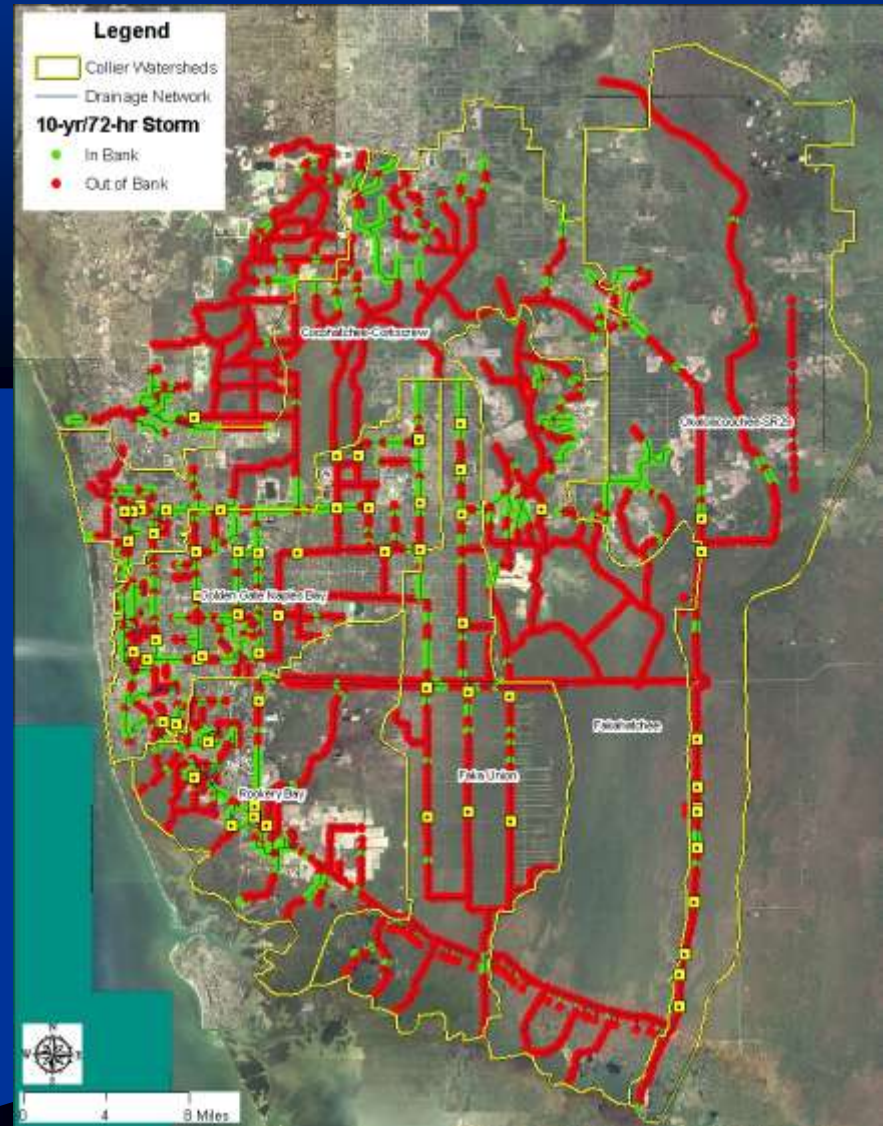 Legend
Collier Watersheds
Drainage Network
10-yr/72-hr Storm
In Bank
Out of Bank
Cocohatchee-Corkscrew
Okaloacoochee-SR29
Golden Gate Naples Bay
Fakahatchee
Faka Union
Rookery Bay
N
W E
S
0 4 8 Miles